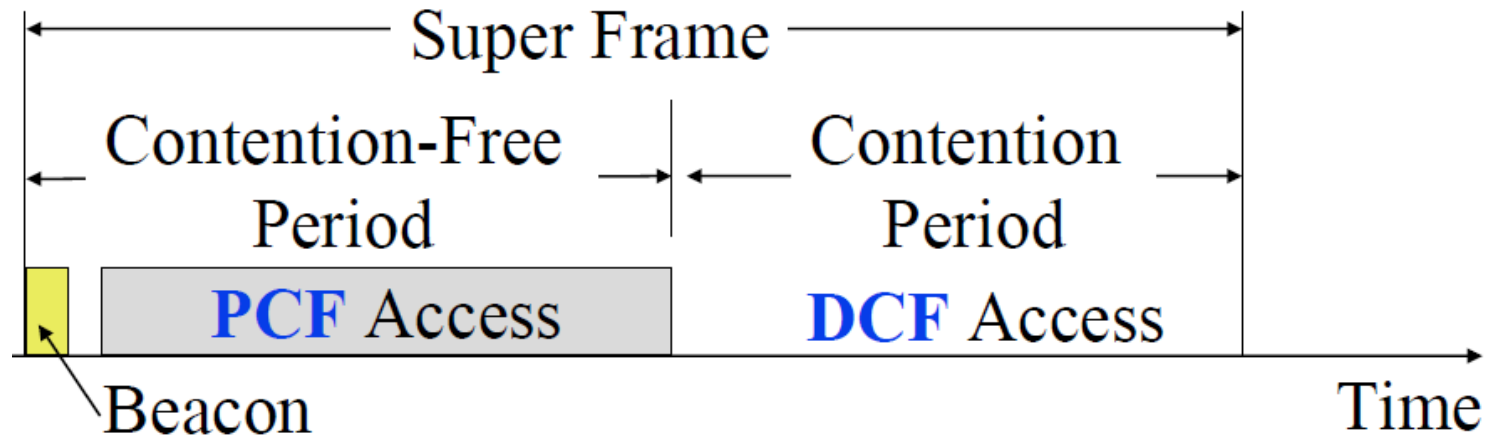 Super Frame
Contention-Free
Period
Contention
Period
PCF Access
DCF Access
Beacon
Time